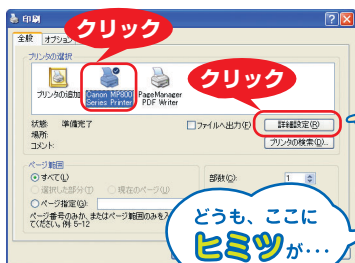 印刷
クリック
全般 オプション
プリンタの選択
プリンタの追加 Canon MP800 Series Printer PageManager PDF Writer
クリック
状態: 準備完了
場所:
コメント:
ファイルへ出力(F)
詳細設定(R)
プリンタの検索(D)...
ページ範囲
すべて(L)
選択した部分(T) 現在のページ(U)
ページ指定(G):
ページ番号のみか、またはページ範囲のみを入
てください。例 5-12
部数(C): 1
どうも、ここに
ヒミツが・・・